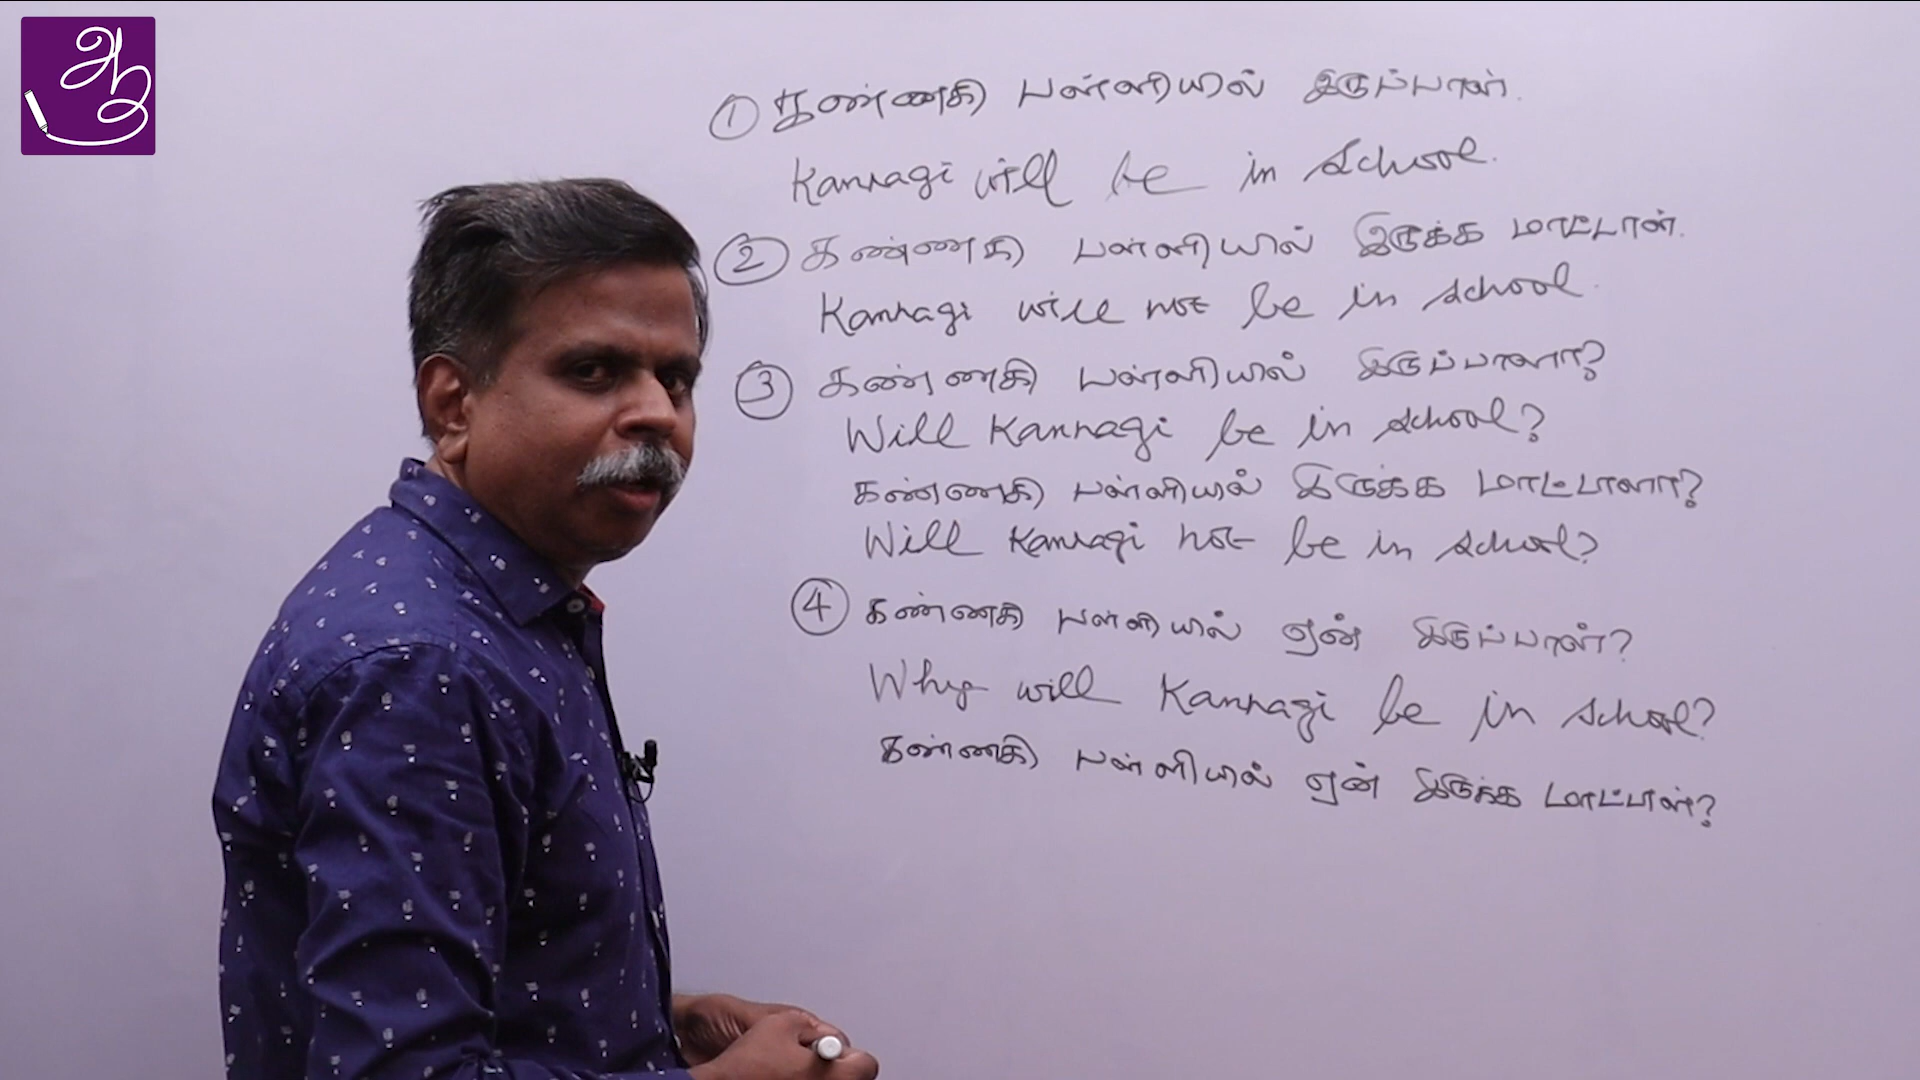 ① கண்ணகி பள்ளியில் இருப்பாள்.
Kannagi will be in school.
② கண்ணகி பள்ளியில் இருக்க மாட்டாள்.
Kannagi will not be in school.
③ கண்ணகி பள்ளியில் இருப்பாளா?
Will Kannagi be in school?
கண்ணகி பள்ளியில் இருக்க மாட்டாளா?
Will Kannagi not be in school?
④ கண்ணகி பள்ளியில் ஏன் இருப்பாள்?
Why will Kannagi be in school?
கண்ணகி பள்ளியில் ஏன் இருக்க மாட்டாள்?